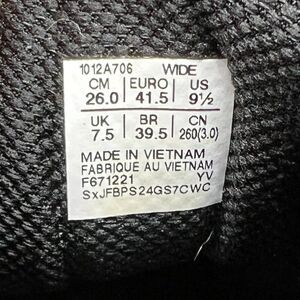 1012A706 WIDE
CM EURO US
26.0 41.5 9½
UK BR CN
7.5 39.5 260(3.0)
MADE IN VIETNAM
FABRIQUE AU VIETNAM
F671221 YV
SxJFBPS24GS7CWC